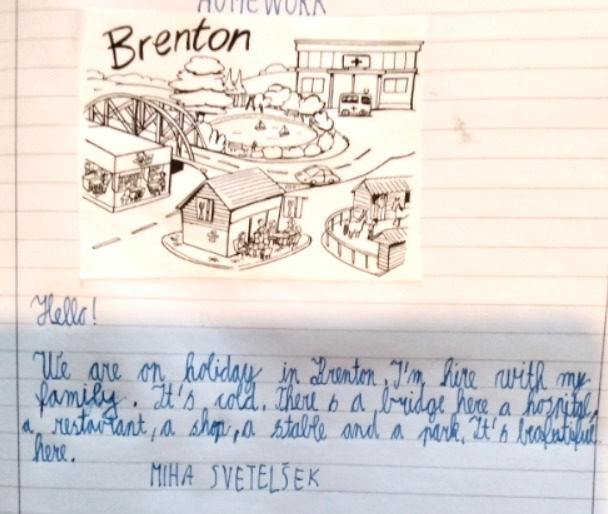 HOMEWORK
Brenton
Hello!
We are on holiday in Brenton. I'm hire with my
family. It's cold. There is a bridge here a hospital,
a restaurant, a shop, a stable and a park. It's
here.
MIHA SVETELŠEK